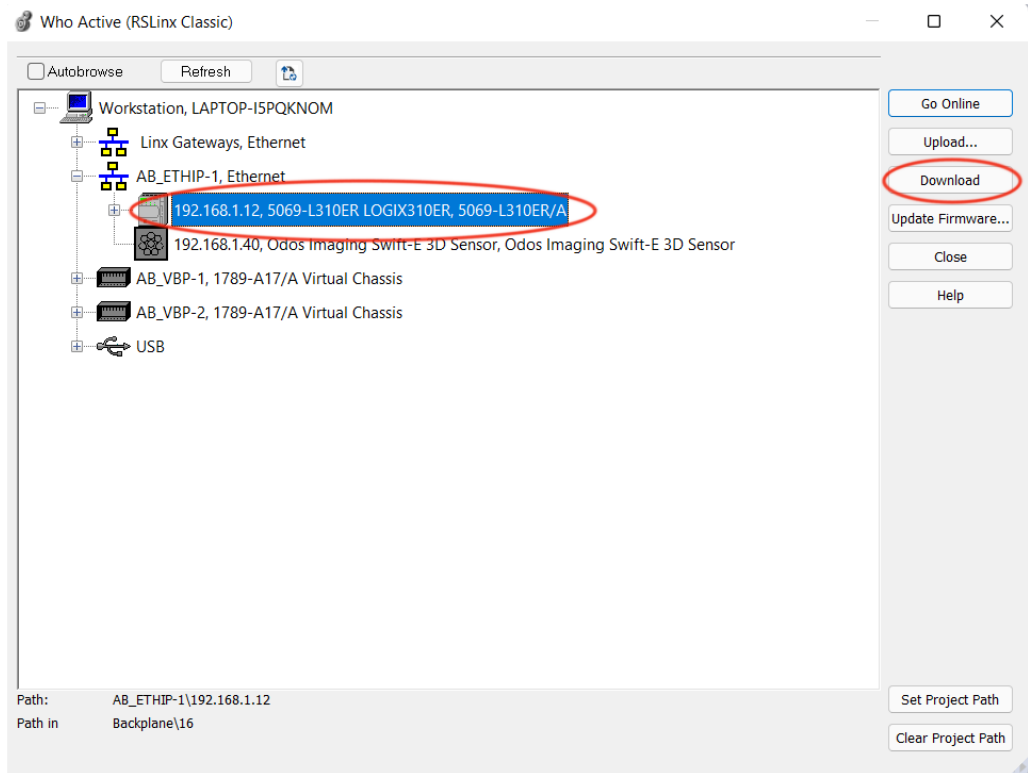 Who Active (RSLinx Classic)
Autobrowse
Refresh
Workstation, LAPTOP-I5PQKNOM
Linx Gateways, Ethernet
AB_ETHIP-1, Ethernet
192.168.1.12, 5069-L310ER LOGIX310ER, 5069-L310ER/A
192.168.1.40, Odos Imaging Swift-E 3D Sensor, Odos Imaging Swift-E 3D Sensor
AB_VBP-1, 1789-A17/A Virtual Chassis
AB_VBP-2, 1789-A17/A Virtual Chassis
USB
Go Online
Upload...
Download
Update Firmware...
Close
Help
Path: AB_ETHIP-1\192.168.1.12
Path in Backplane\16
Set Project Path
Clear Project Path